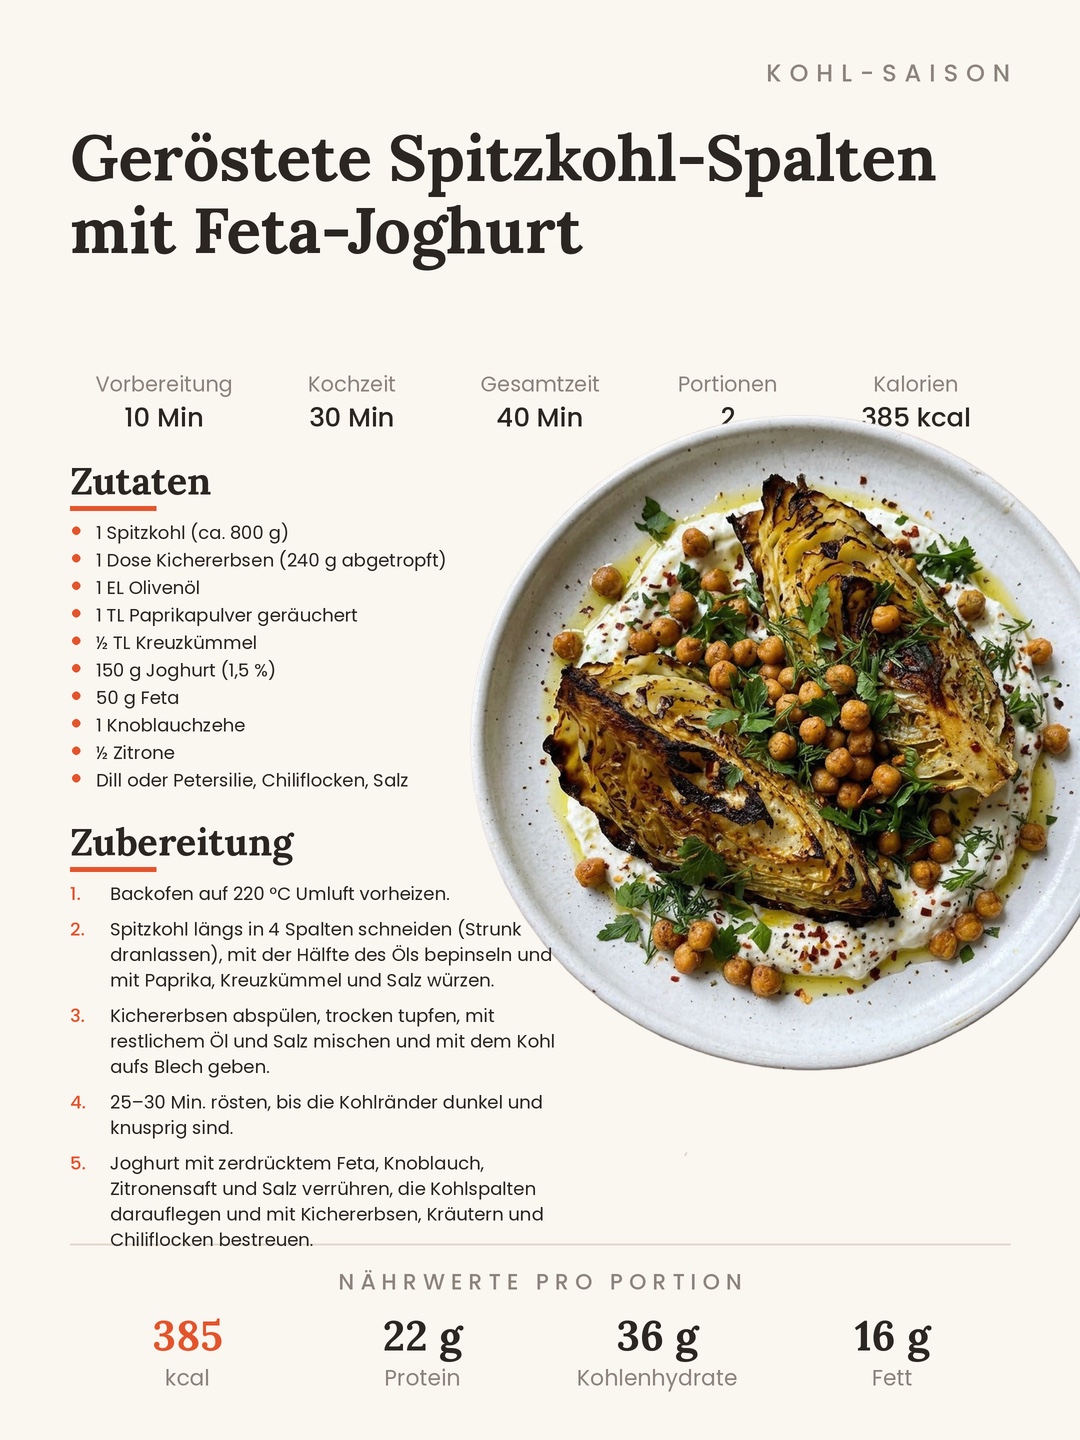 KOHL-SAISON
Geröstete Spitzkohl-Spalten
mit Feta-Joghurt
Vorbereitung Kochzeit Gesamtzeit Portionen Kalorien
10 Min 30 Min 40 Min 2 385 kcal
Zutaten
1 Spitzkohl (ca. 800 g)
1 Dose Kichererbsen (240 g abgetropft)
1 EL Olivenöl
1 TL Paprikapulver geräuchert
½ TL Kreuzkümmel
150 g Joghurt (1,5 %)
50 g Feta
1 Knoblauchzehe
½ Zitrone
Dill oder Petersilie, Chiliflocken, Salz
Zubereitung
1. Backofen auf 220 °C Umluft vorheizen.
2. Spitzkohl längs in 4 Spalten schneiden (Strunk
dranlassen), mit der Hälfte des Öls bepinseln und
mit Paprika, Kreuzkümmel und Salz würzen.
3. Kichererbsen abspülen, trocken tupfen, mit
restlichem Öl und Salz mischen und mit dem Kohl
aufs Blech geben.
4. 25–30 Min. rösten, bis die Kohlränder dunkel und
knusprig sind.
5. Joghurt mit zerdrücktem Feta, Knoblauch,
Zitronensaft und Salz verrühren, die Kohlspalten
darauflegen und mit Kichererbsen, Kräutern und
Chiliflocken bestreuen.
NÄHRWERTE PRO PORTION
385 22 g 36 g 16 g
kcal Protein Kohlenhydrate Fett